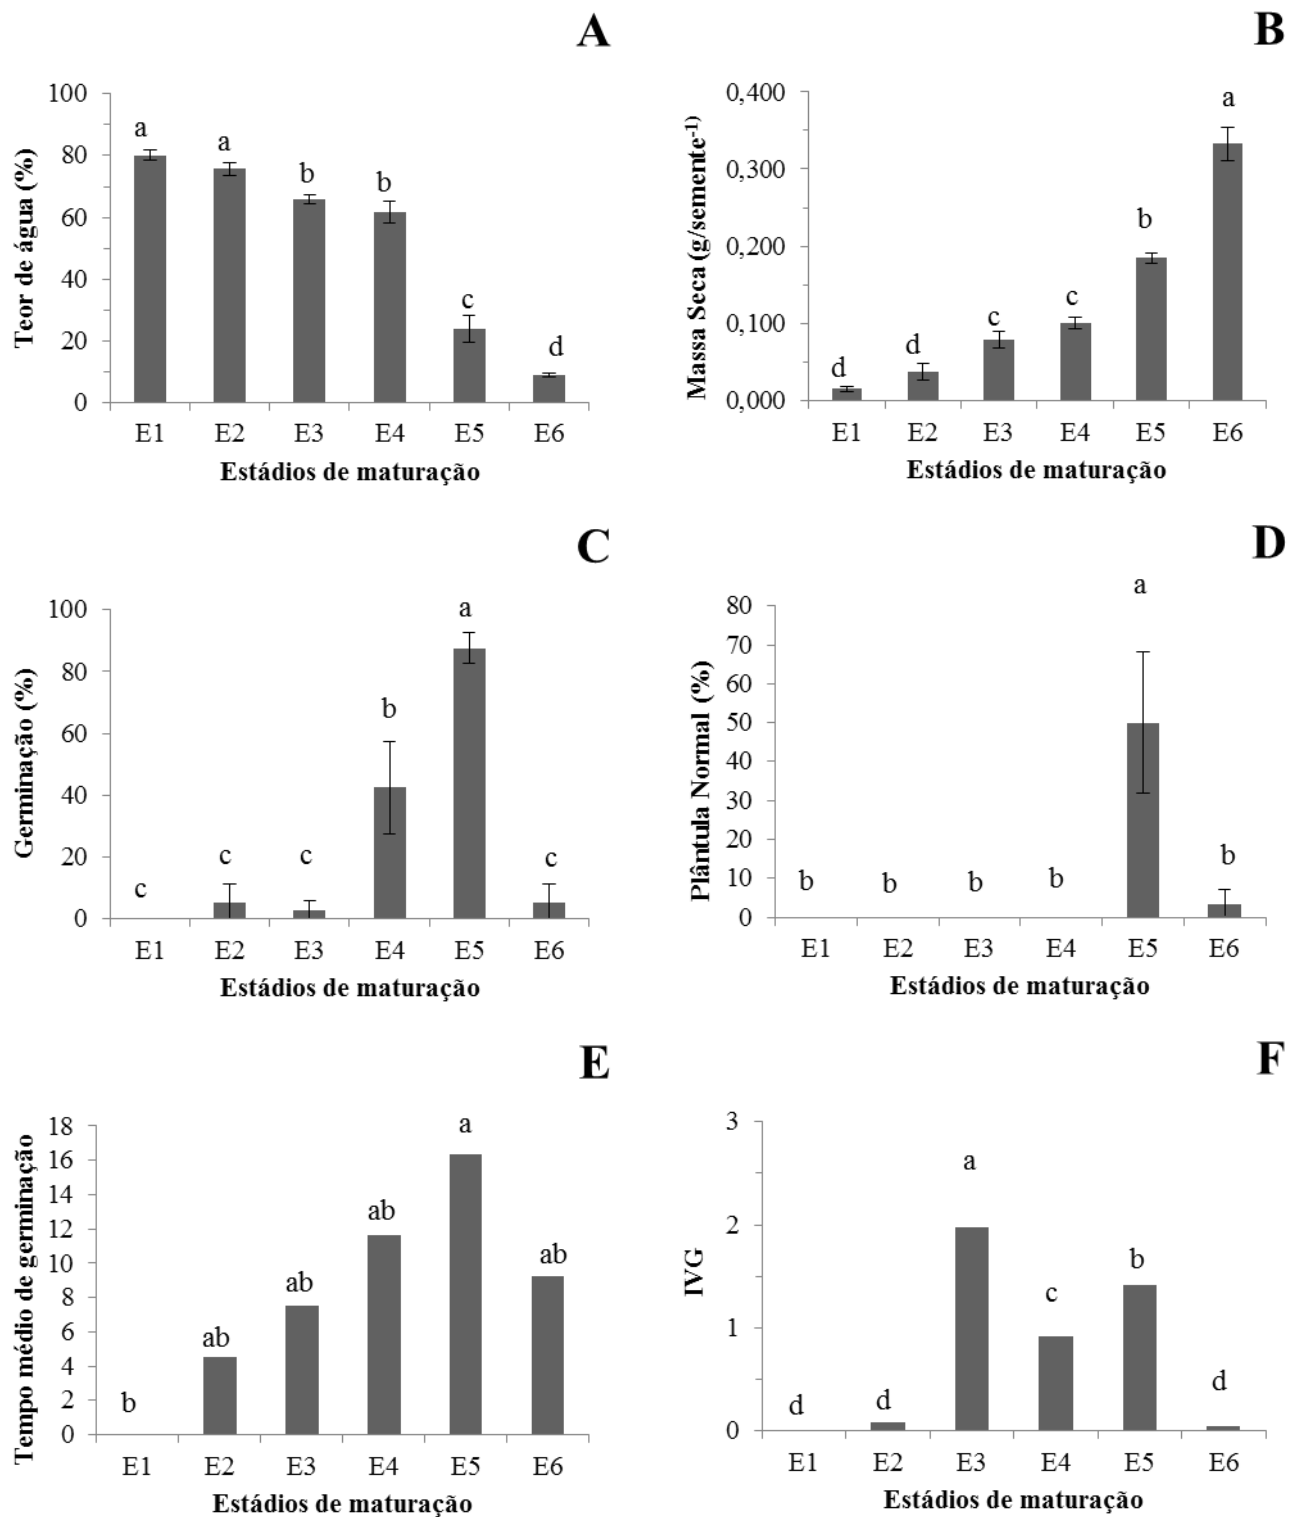 A
Teor de água (%)
100
80
60
40
20
0
a
a
b
b
c
d
E1 E2 E3 E4 E5 E6
Estádios de maturação
B
Massa Seca (g/semente⁻¹⁾
0,400
0,300
0,200
0,100
0,000
d
d
c
c
b
a
E1 E2 E3 E4 E5 E6
Estádios de maturação
C
Germinação (%)
100
80
60
40
20
0
c
c
c
b
a
c
E1 E2 E3 E4 E5 E6
Estádios de maturação
D
Plântula Normal (%)
80
70
60
50
40
30
20
10
0
b
b
b
b
a
b
E1 E2 E3 E4 E5 E6
Estádios de maturação
E
Tempo médio de germinação
18
16
14
12
10
8
6
4
2
0
b
ab
ab
ab
a
ab
E1 E2 E3 E4 E5 E6
Estádios de maturação
F
IVG
3
2
1
0
d
d
a
c
b
d
E1 E2 E3 E4 E5 E6
Estádios de maturação